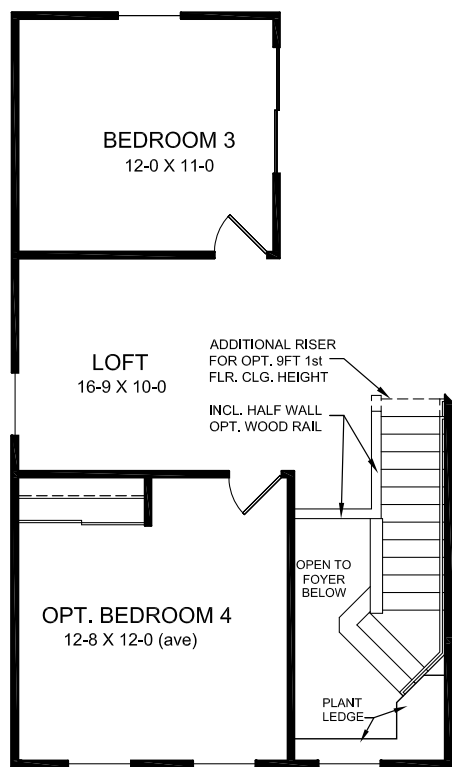 BEDROOM 3
12-0 X 11-0
LOFT
16-9 X 10-0
ADDITIONAL RISER
FOR OPT. 9FT 1st
FLR. CLG. HEIGHT
INCL. HALF WALL
OPT. WOOD RAIL
OPEN TO
FOYER
BELOW
OPT. BEDROOM 4
12-8 X 12-0 (ave)
PLANT
LEDGE